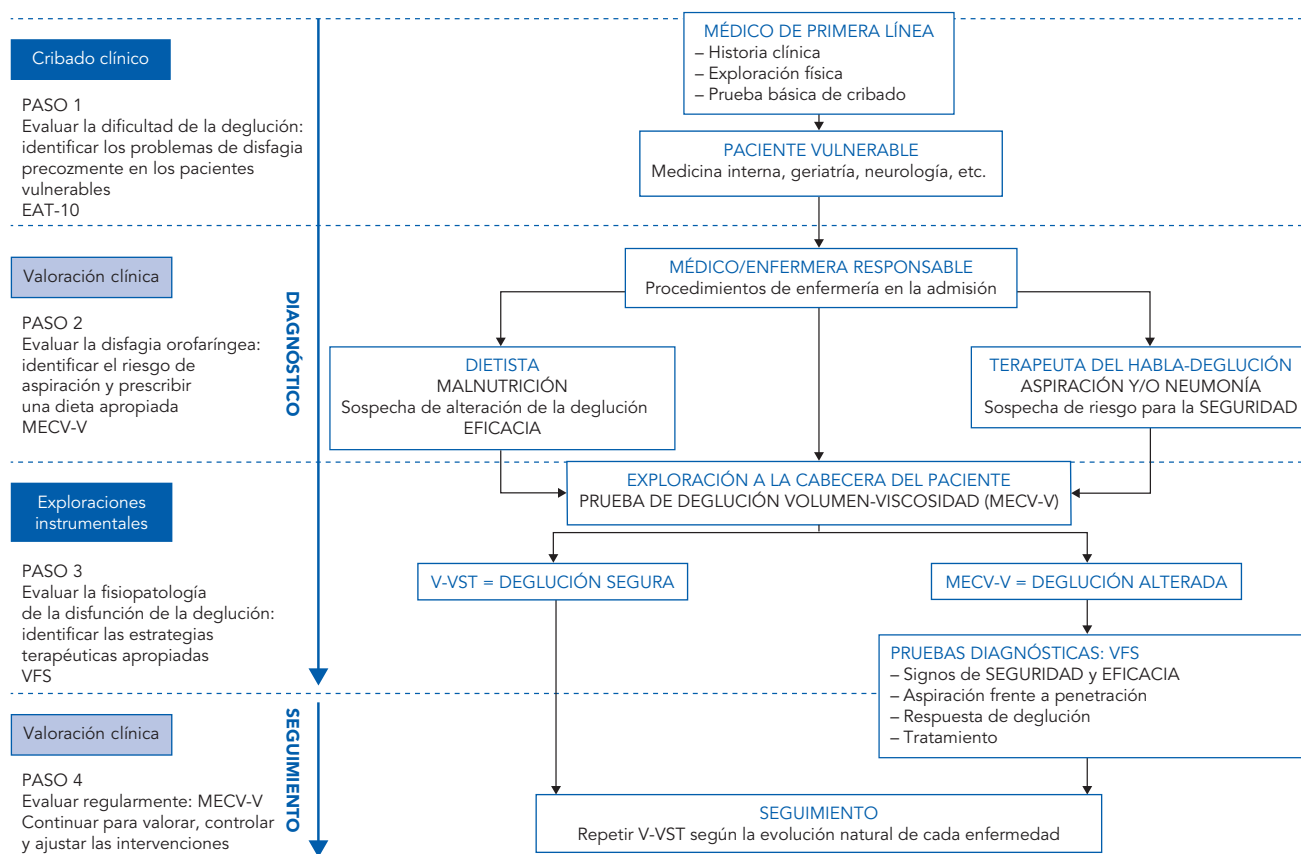 Cribado clínico
PASO 1
Evaluar la dificultad de la deglución:
identificar los problemas de disfagia
precozmente en los pacientes
vulnerables
EAT-10
MÉDICO DE PRIMERA LÍNEA
– Historia clínica
– Exploración física
– Prueba básica de cribado
PACIENTE VULNERABLE
Medicina interna, geriatría, neurología, etc.
DIAGNÓSTICO
Valoración clínica
PASO 2
Evaluar la disfagia orofaríngea:
identificar el riesgo de
aspiración y prescribir
una dieta apropiada
MECV-V
MÉDICO/ENFERMERA RESPONSABLE
Procedimientos de enfermería en la admisión
DIETISTA
MALNUTRICIÓN
Sospecha de alteración de la deglución
EFICACIA
TERAPEUTA DEL HABLA-DEGLUCIÓN
ASPIRACIÓN Y/O NEUMONÍA
Sospecha de riesgo para la SEGURIDAD
Exploraciones
instrumentales
PASO 3
Evaluar la fisiopatología
de la disfunción de la deglución:
identificar las estrategias
terapéuticas apropiadas
VFS
EXPLORACIÓN A LA CABECERA DEL PACIENTE
PRUEBA DE DEGLUCIÓN VOLUMEN-VISCOSIDAD (MECV-V)
V-VST = DEGLUCIÓN SEGURA
MECV-V = DEGLUCIÓN ALTERADA
PRUEBAS DIAGNÓSTICAS: VFS
– Signos de SEGURIDAD y EFICACIA
– Aspiración frente a penetración
– Respuesta de deglución
– Tratamiento
SEGUIMIENTO
Valoración clínica
PASO 4
Evaluar regularmente: MECV-V
Continuar para valorar, controlar
y ajustar las intervenciones
SEGUIMIENTO
Repetir V-VST según la evolución natural de cada enfermedad